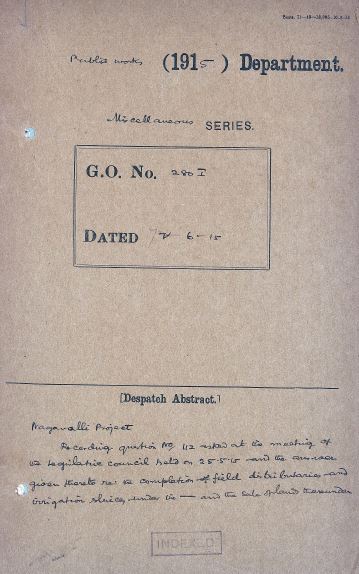 Public works (1915) Department.
Miscellaneous SERIES.
G.O. No. 280 I
DATED 6-15
[Despatch Abstract.]
Nagavalli Project
Recording question No. 112 asked at the meeting of
the Legislative council held on 25-5-15 and the answer
given thereto re: the completion of field distributaries and
irrigation sluices under the — and the sale of land thereunder
INDEXED